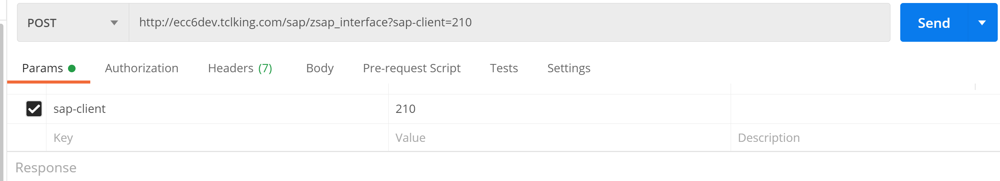 POST http://ecc6dev.tclking.com/sap/zsap_interface?sap-client=210 Send
Params Authorization Headers (7) Body Pre-request Script Tests Settings
sap-client 210
Key Value Description
Response